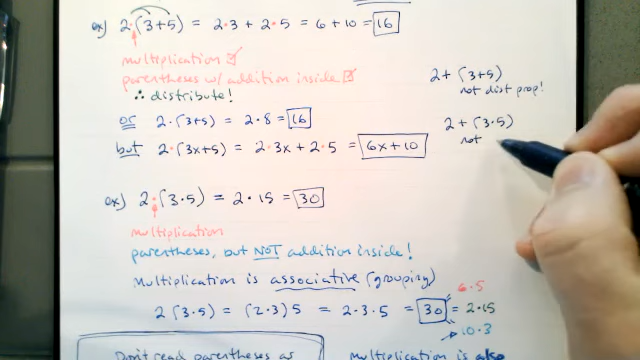 ex) 2·(3+5) = 2·3 + 2·5 = 6+10 = 16
multiplication ☑
parentheses w/ addition inside ☑
∴ distribute!
or 2·(3+5) = 2·8 = 16
but 2·(3x+5) = 2·3x + 2·5 = 6x+10
2 + (3+5)
not dist prop!
2 + (3·5)
not
ex) 2·(3·5) = 2·15 = 30
multiplication
parentheses, but NOT addition inside!
Multiplication is associative (grouping)
2(3·5) = (2·3)5 = 2·3·5 = 30 = 2·15
6·5
10·3
Don't read parentheses as
multiplication is also